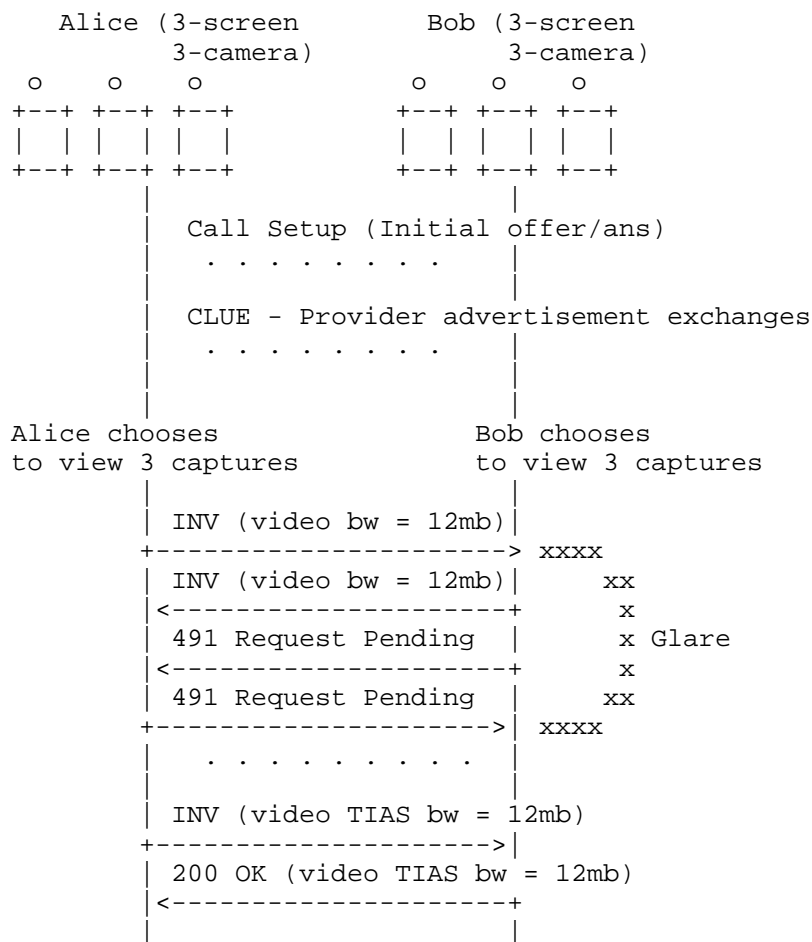 Alice (3-screen Bob (3-screen
3-camera) 3-camera)
o o o o o o
+--+ +--+ +--+ +--+ +--+ +--+
| | | | | | | | | | | |
+--+ +--+ +--+ +--+ +--+ +--+
| |
| Call Setup (Initial offer/ans)
| . . . . . . . . |
| |
| CLUE - Provider advertisement exchanges
| . . . . . . . . |
| |
| |
Alice chooses Bob chooses
to view 3 captures to view 3 captures
| |
| INV (video bw = 12mb)|
+----------------------> xxxx
| INV (video bw = 12mb)| xx
|<---------------------+ x
| 491 Request Pending | x Glare
|<---------------------+ x
| 491 Request Pending | xx
+--------------------->| xxxx
| . . . . . . . . . |
| |
| INV (video TIAS bw = 12mb)
+--------------------->|
| 200 OK (video TIAS bw = 12mb)
|<---------------------+
| |